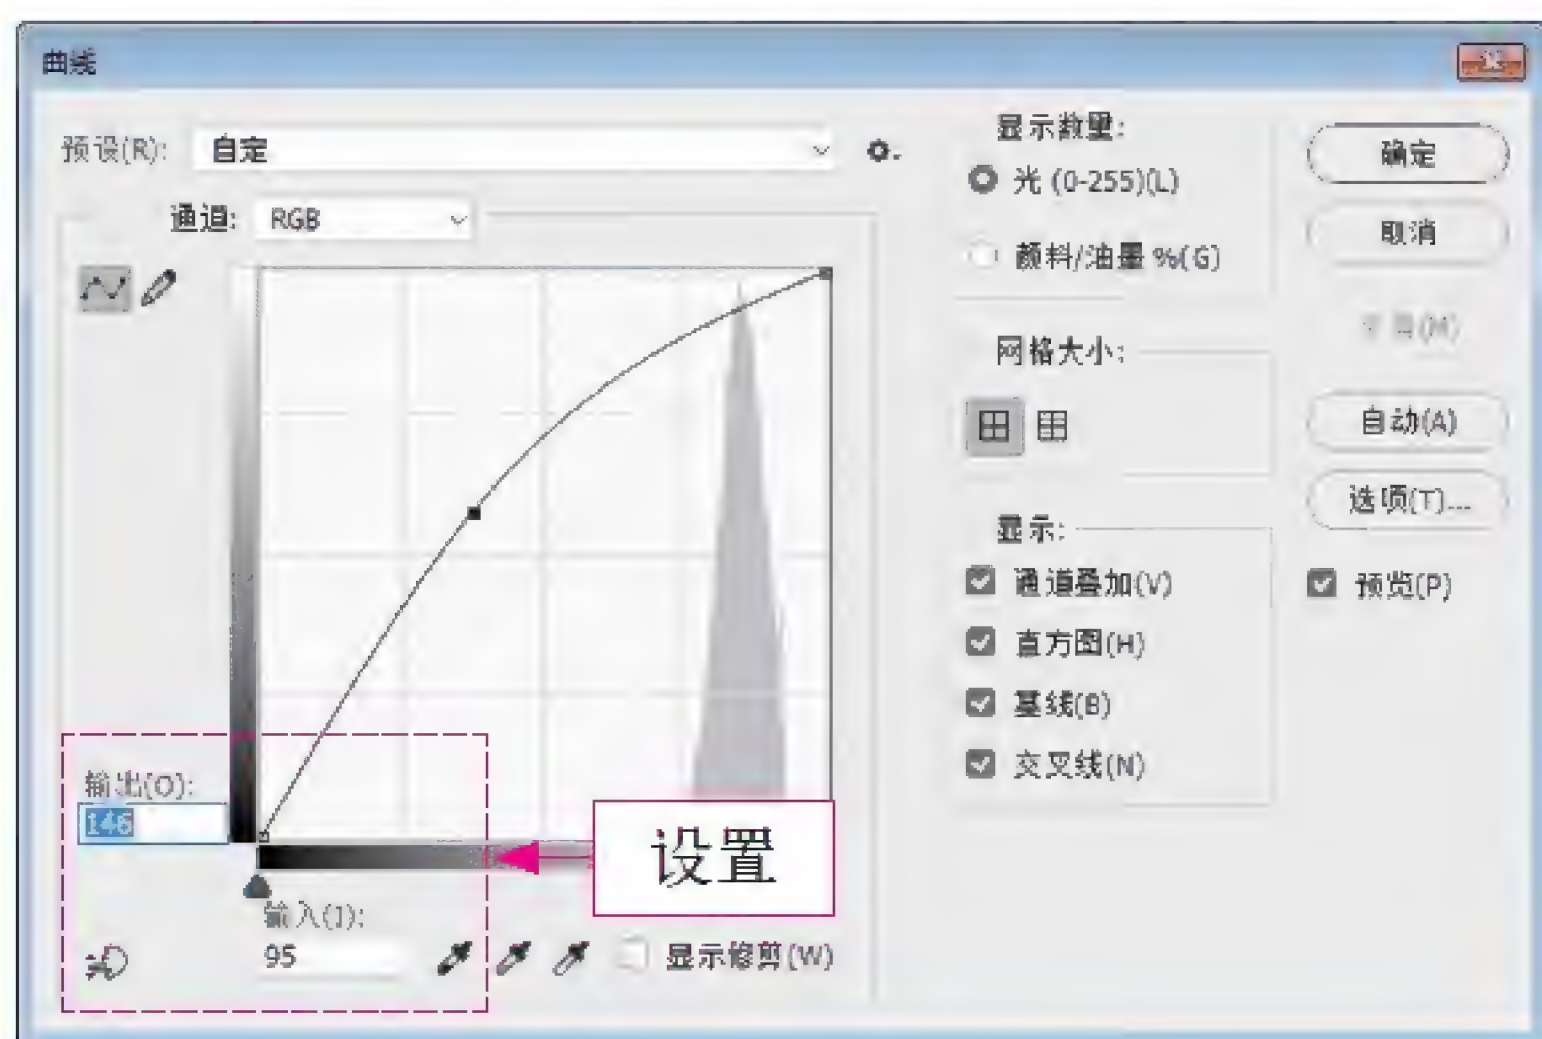 曲线
预设(R): 自定
通道: RGB
输出(O):
146
输入(I):
95
设置
显示修剪(W)
显示数量:
光 (0-255)(L)
颜料/油墨 %(G)
网格大小:
显示:
通道叠加(V)
直方图(H)
基线(B)
交叉线(N)
确定
取消
自动(A)
选项(T)...
预览(P)